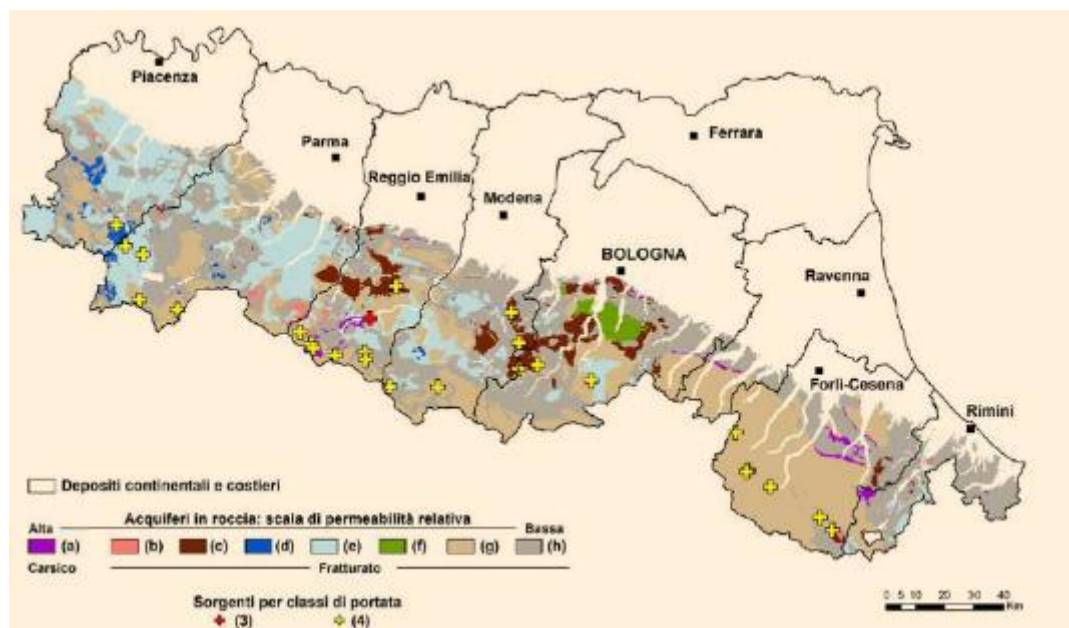 Piacenza
Parma
Ferrara
Reggio Emilia
Modena
BOLOGNA
Ravenna
Forlì-Cesena
Rimini
Depositi continentali e costieri
Acquiferi in roccia: scala di permeabilità relativa
Alta Bassa
(a) (b) (c) (d) (e) (f) (g) (h)
Carsico Fratturato
Sorgenti per classi di portata
(3) (4)
0 5 10 20 30 40
Km